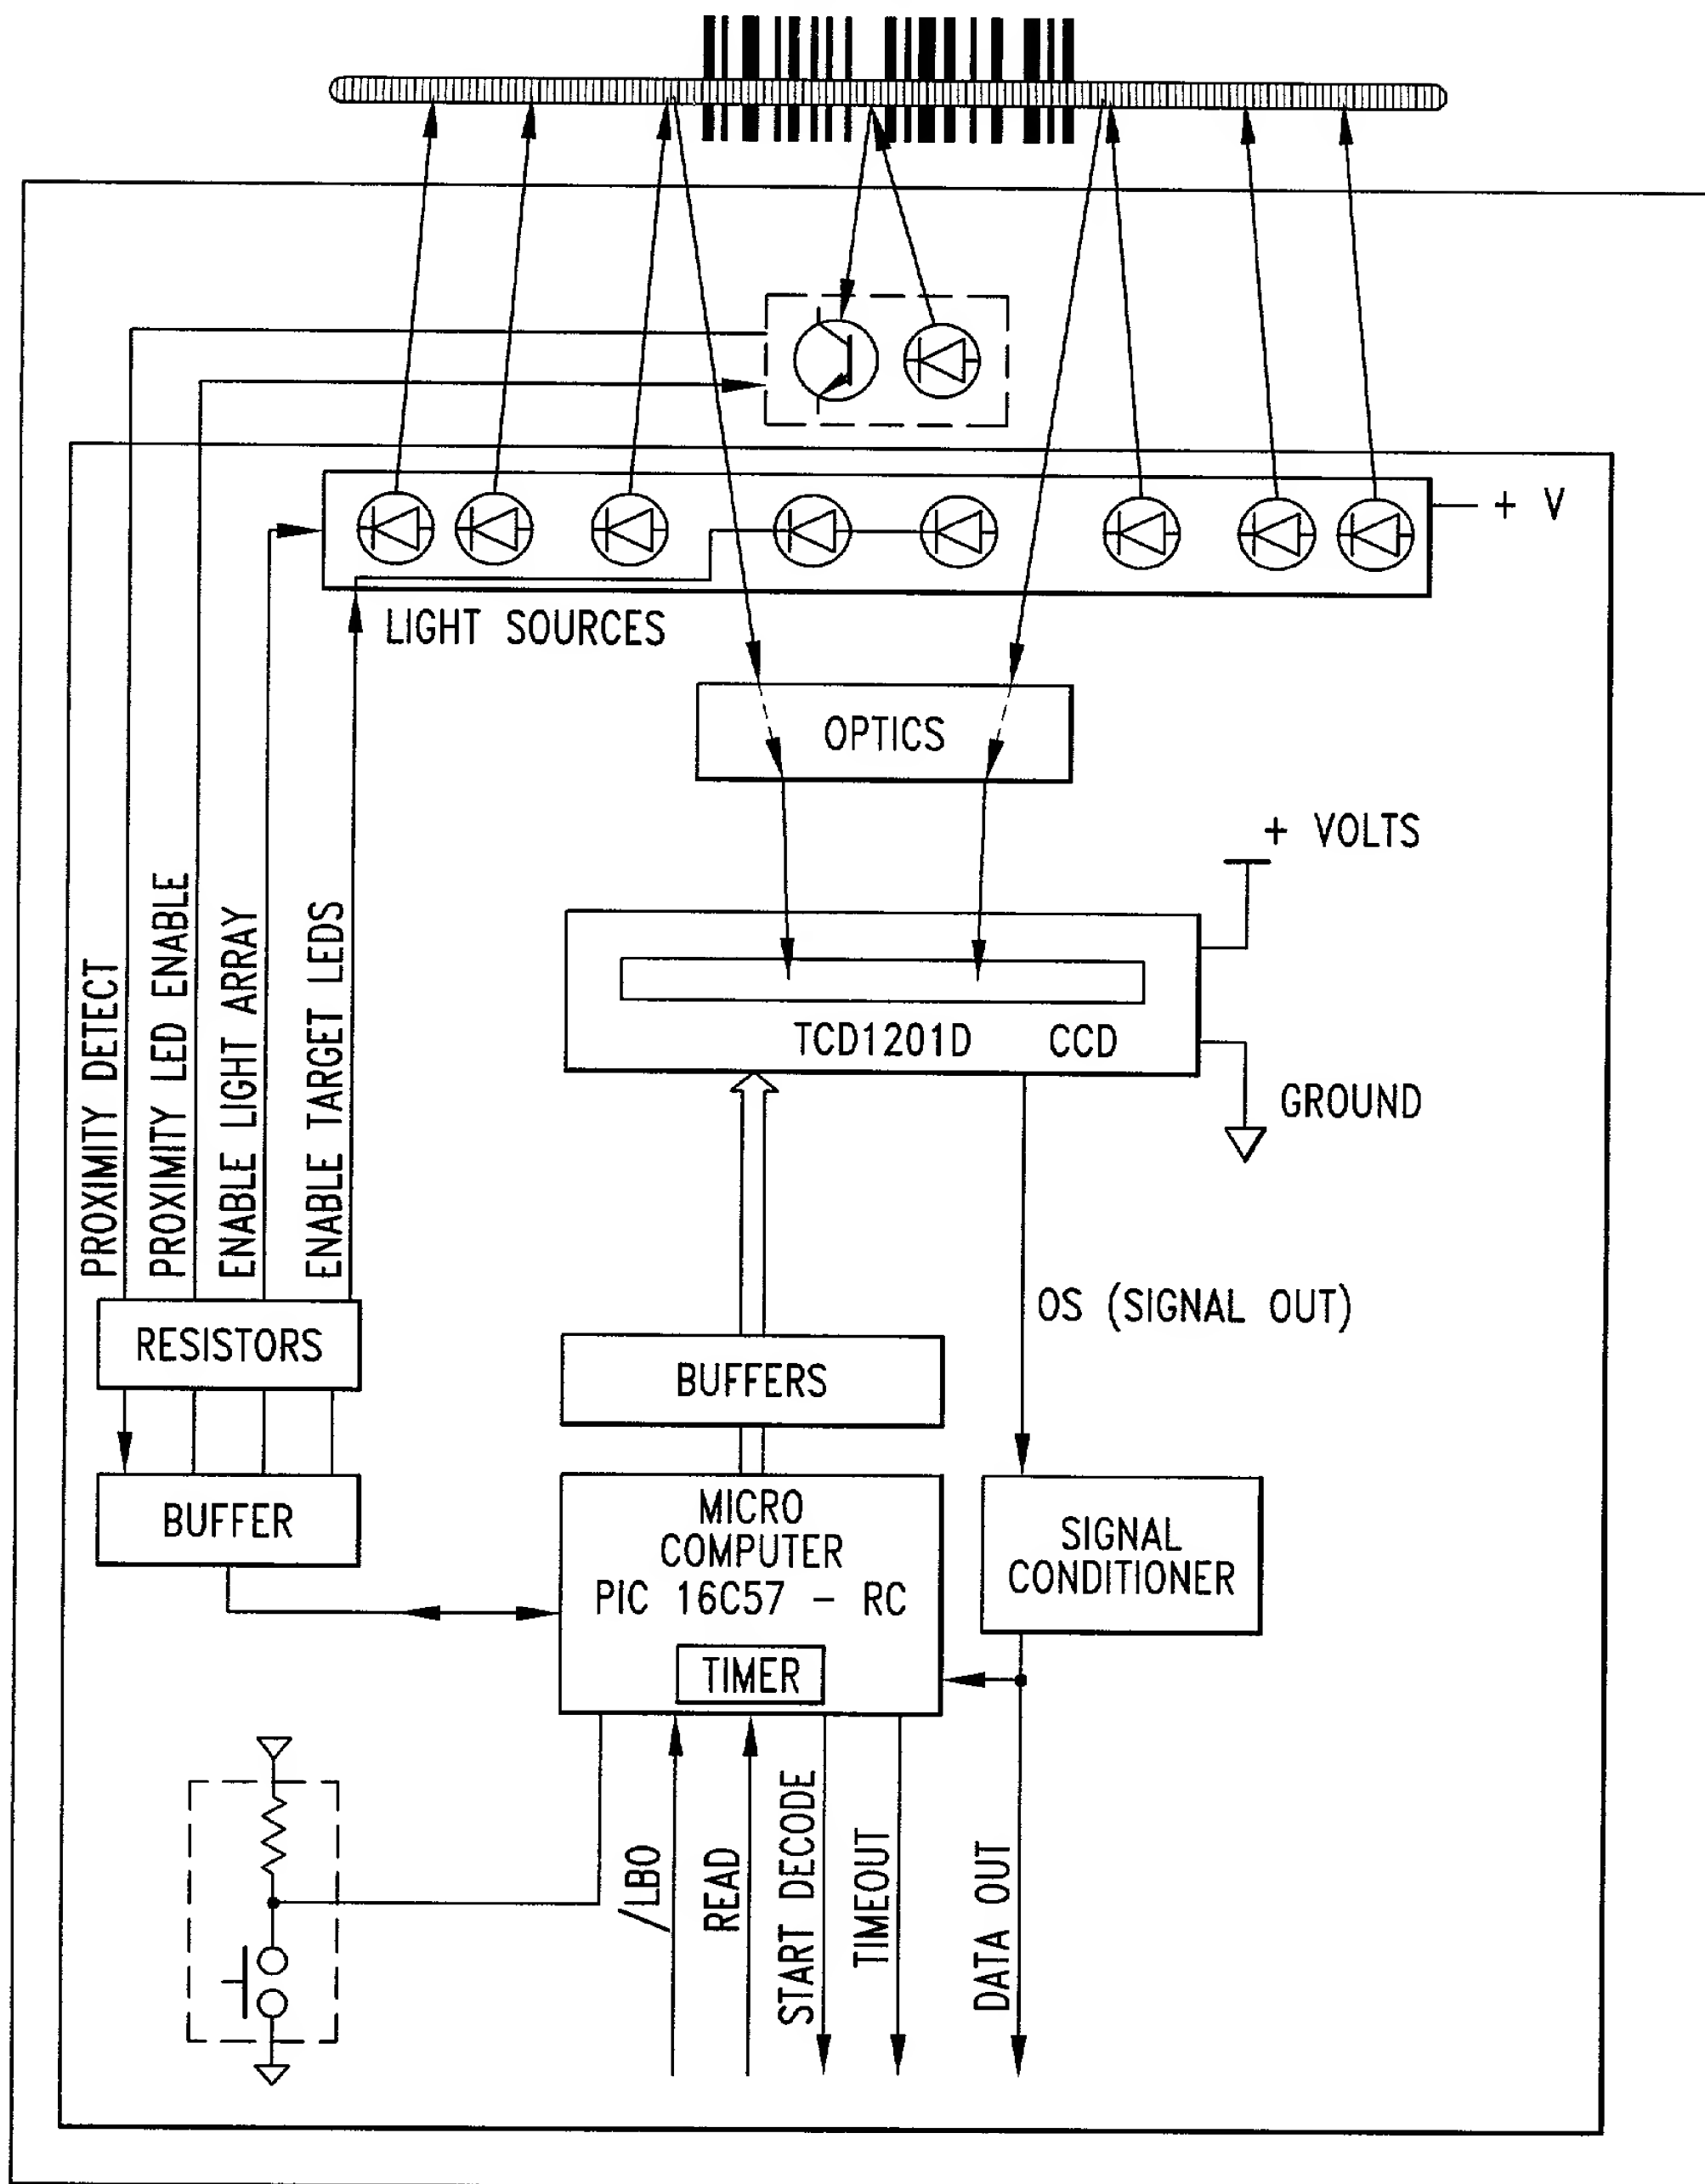 + V
LIGHT SOURCES
OPTICS
+ VOLTS
PROXIMITY DETECT
PROXIMITY LED ENABLE
ENABLE LIGHT ARRAY
ENABLE TARGET LEDS
TCD1201D CCD
GROUND
OS (SIGNAL OUT)
RESISTORS
BUFFERS
BUFFER
MICRO
COMPUTER
PIC 16C57 - RC
TIMER
SIGNAL
CONDITIONER
/LBO
READ
START DECODE
TIMEOUT
DATA OUT